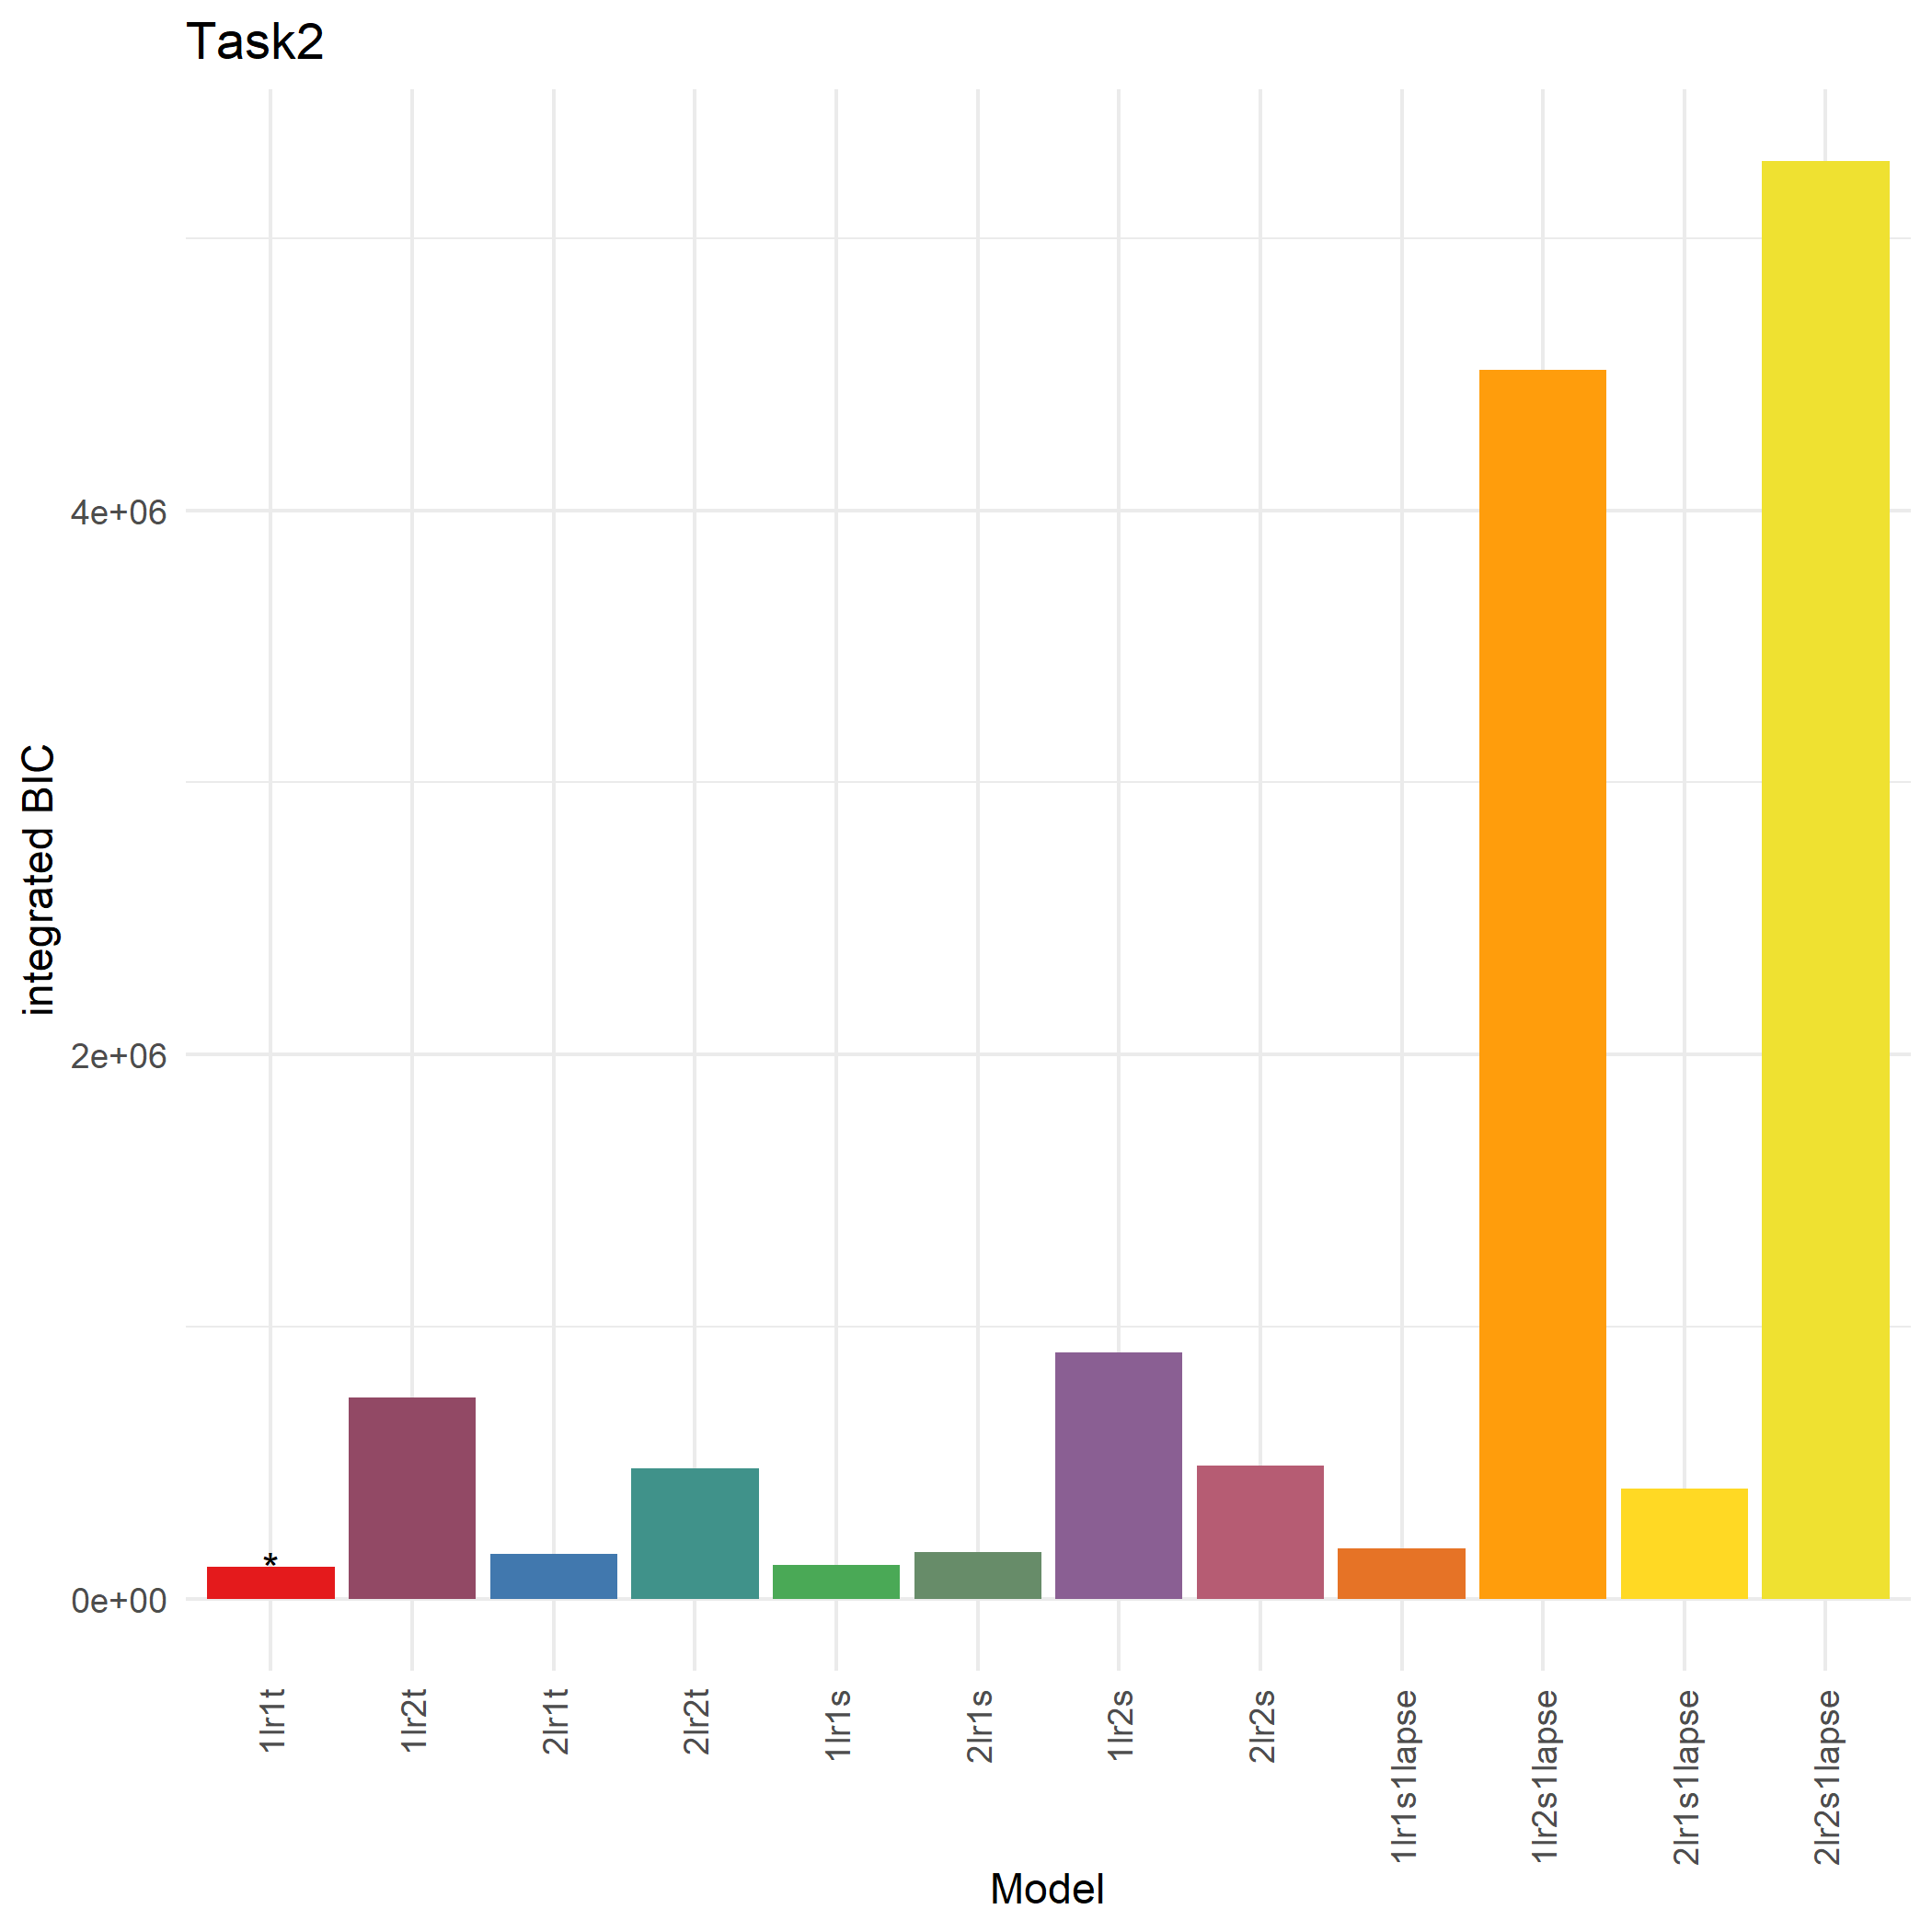 Task2
integrated BIC
4e+06
2e+06
0e+00
*
1lr1t
1lr2t
2lr1t
2lr2t
1lr1s
2lr1s
1lr2s
2lr2s
1lr1s1lapse
1lr2s1lapse
2lr1s1lapse
2lr2s1lapse
Model